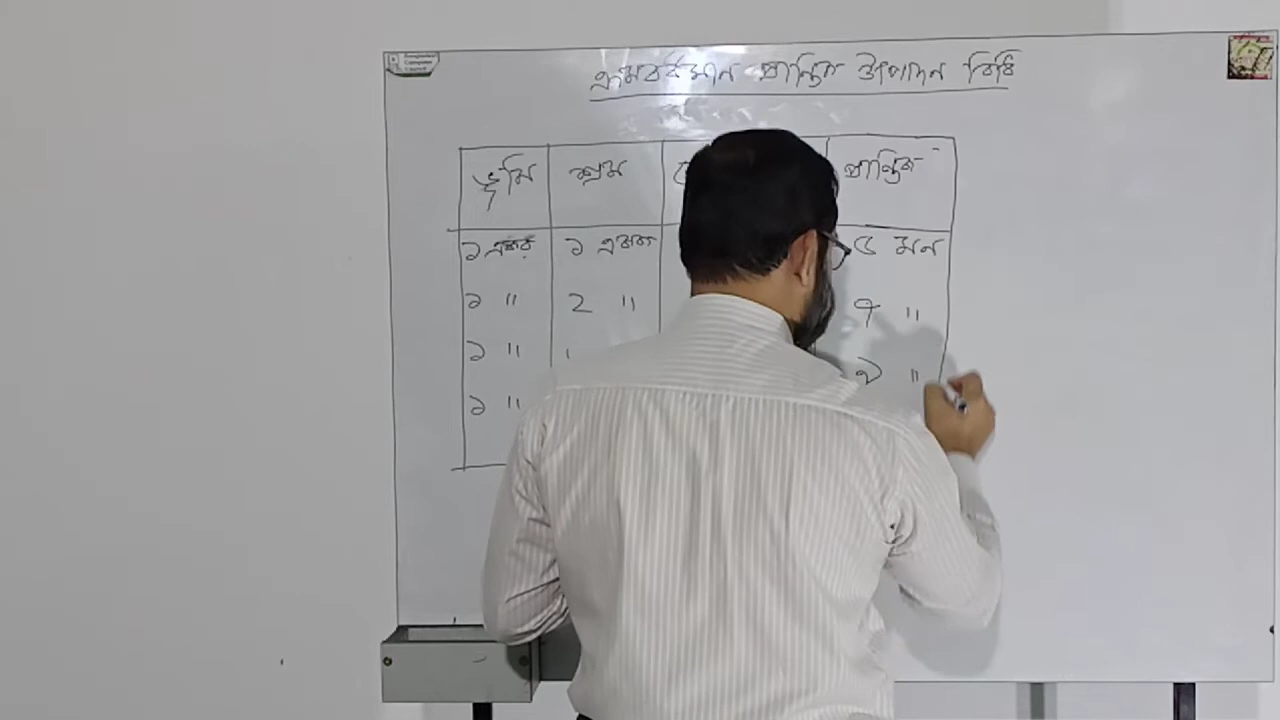 ক্রমবর্ধমান প্রান্তিক উৎপাদন বিধি
ভূমি শ্রম প্রান্তিক
১ একর ১ একক ৫ মন
১ " ২ " ৭ "
১ " ৯ "
১ "